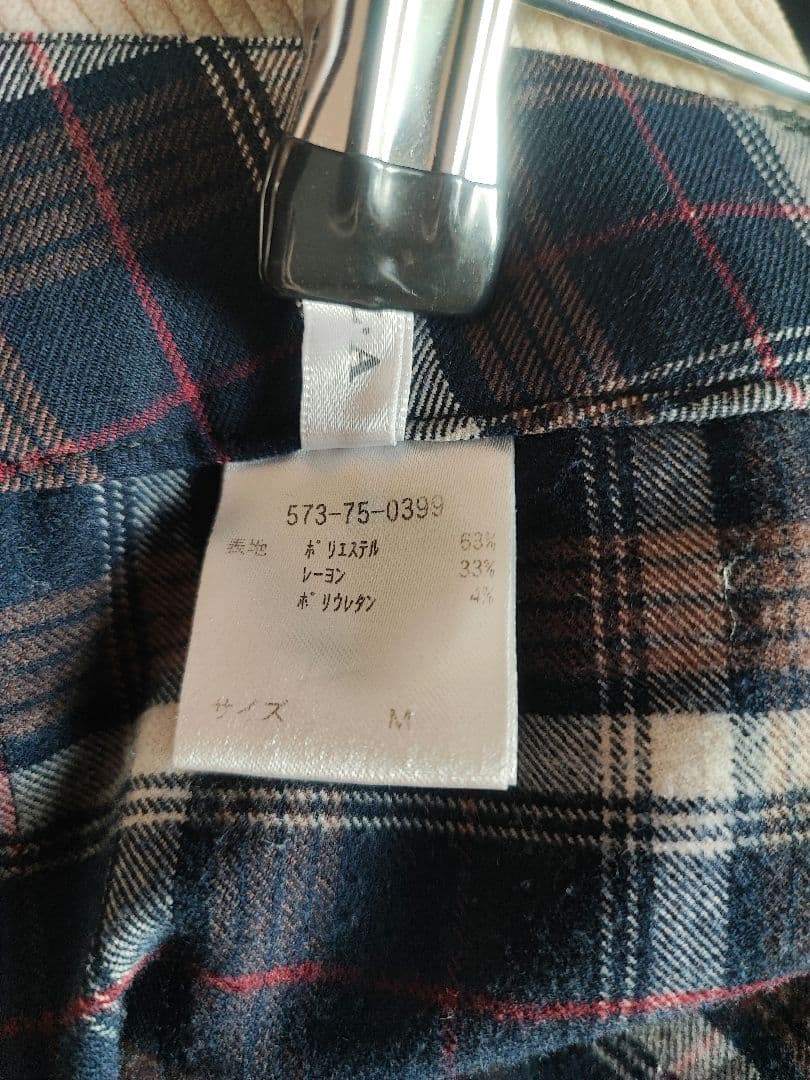 A
573-75-0399
表地 ポリエステル 63%
レーヨン 33%
ポリウレタン 4%
サイズ M